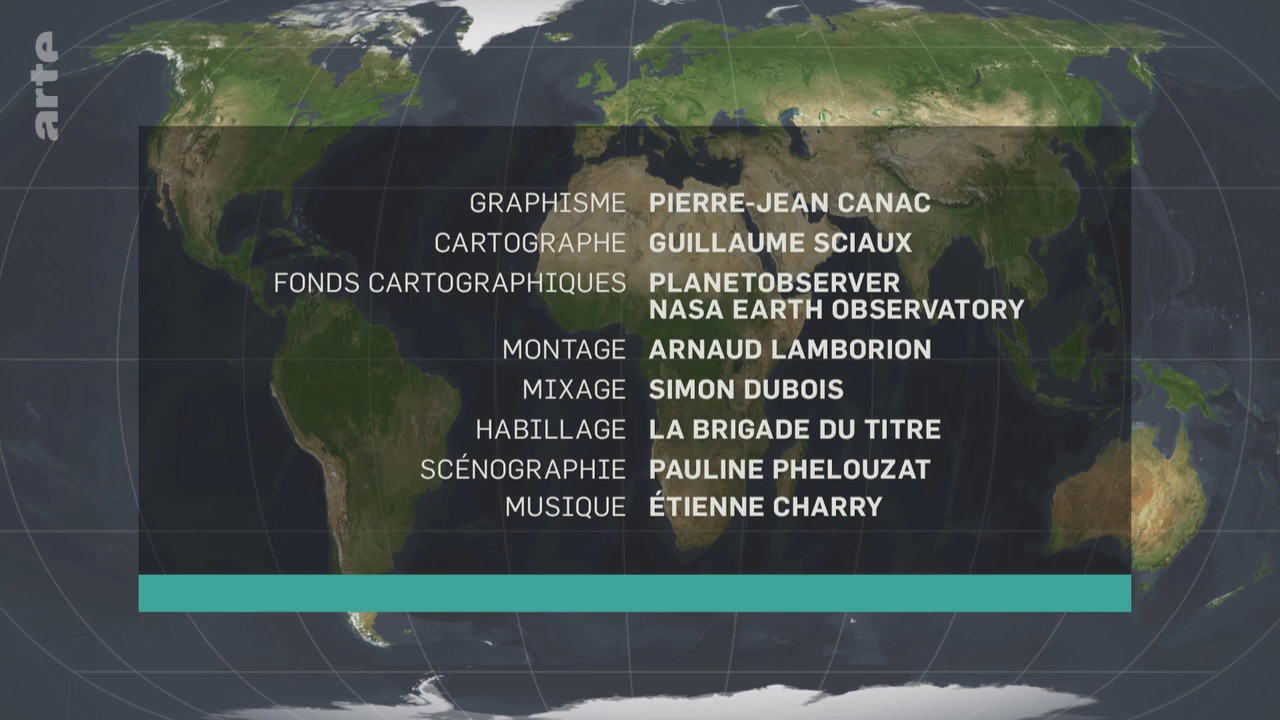 arte
GRAPHISME PIERRE-JEAN CANAC
CARTOGRAPHE GUILLAUME SCIAUX
FONDS CARTOGRAPHIQUES PLANETOBSERVER
NASA EARTH OBSERVATORY
MONTAGE ARNAUD LAMBORION
MIXAGE SIMON DUBOIS
HABILLAGE LA BRIGADE DU TITRE
SCÉNOGRAPHIE PAULINE PHELOUZAT
MUSIQUE ÉTIENNE CHARRY